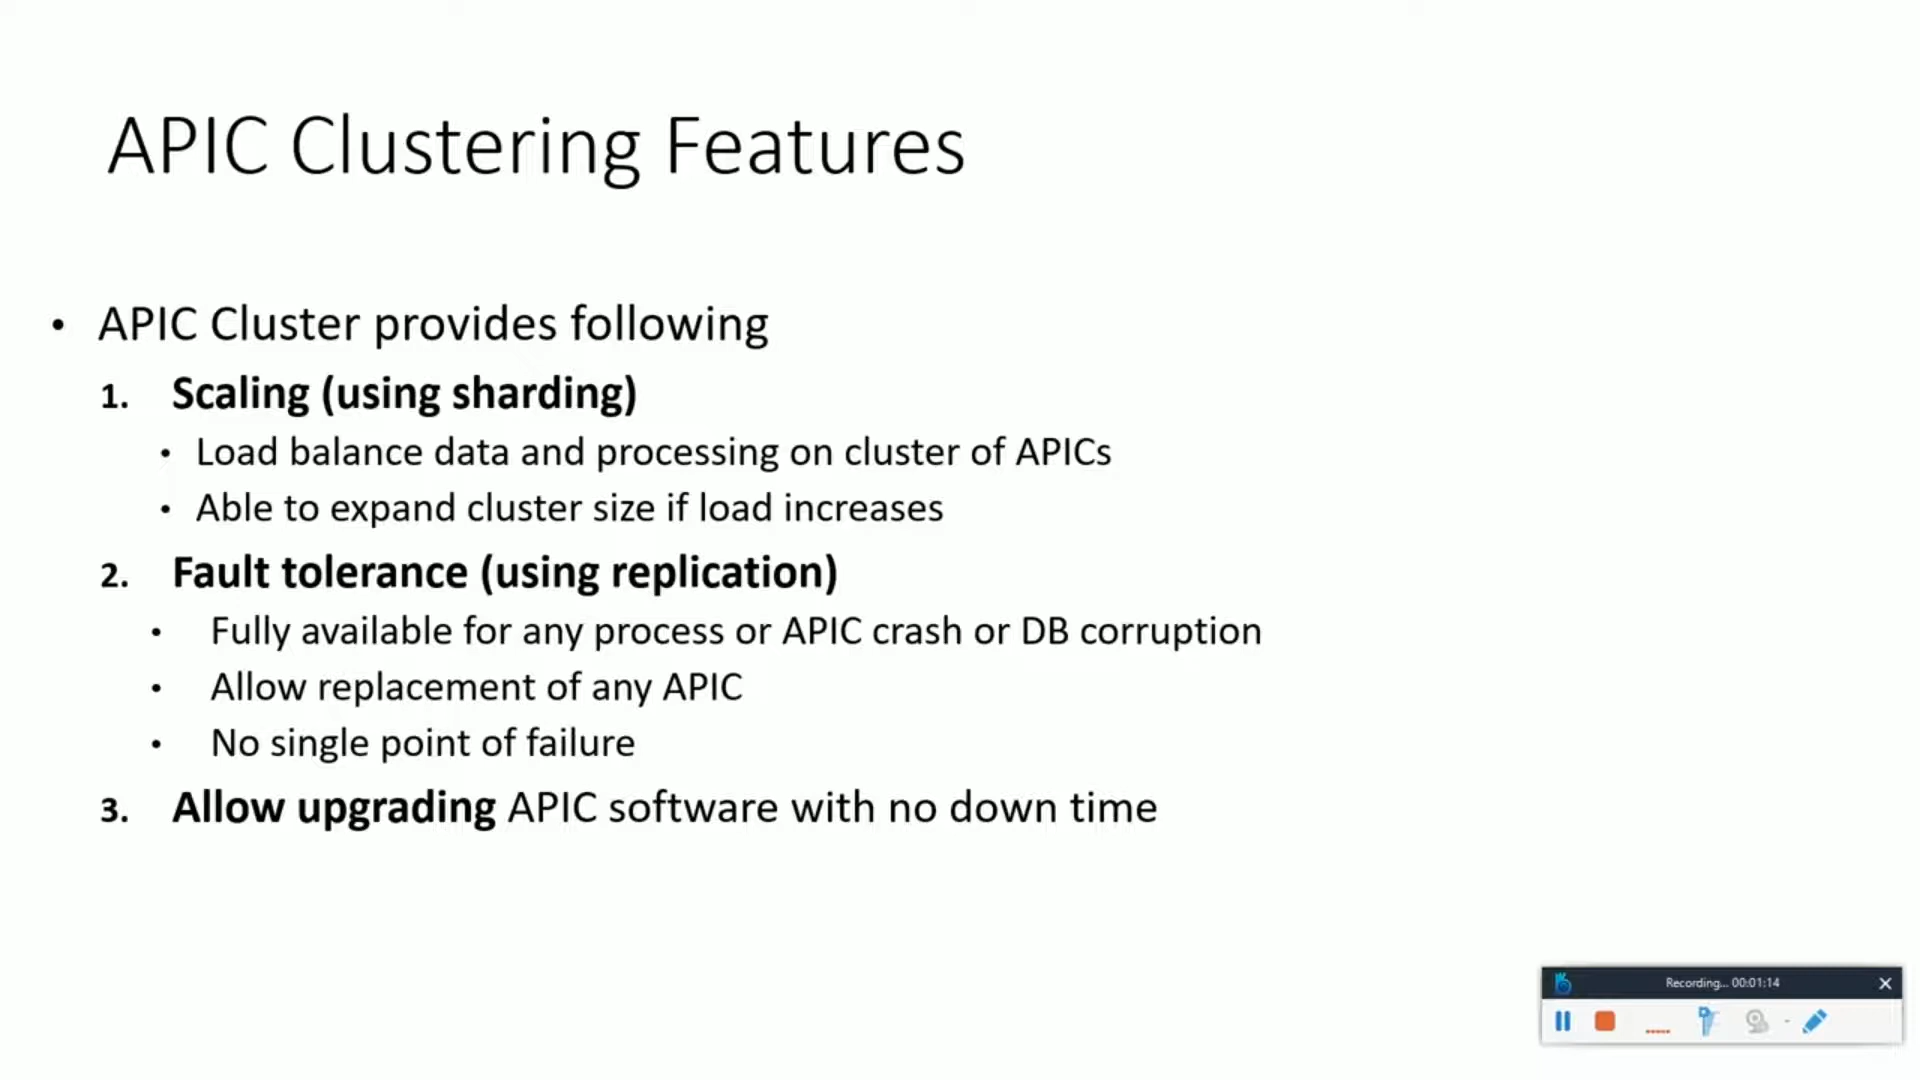 APIC Clustering Features
• APIC Cluster provides following
1. Scaling (using sharding)
• Load balance data and processing on cluster of APICs
• Able to expand cluster size if load increases
2. Fault tolerance (using replication)
• Fully available for any process or APIC crash or DB corruption
• Allow replacement of any APIC
• No single point of failure
3. Allow upgrading APIC software with no down time
Recording... 00:01:14